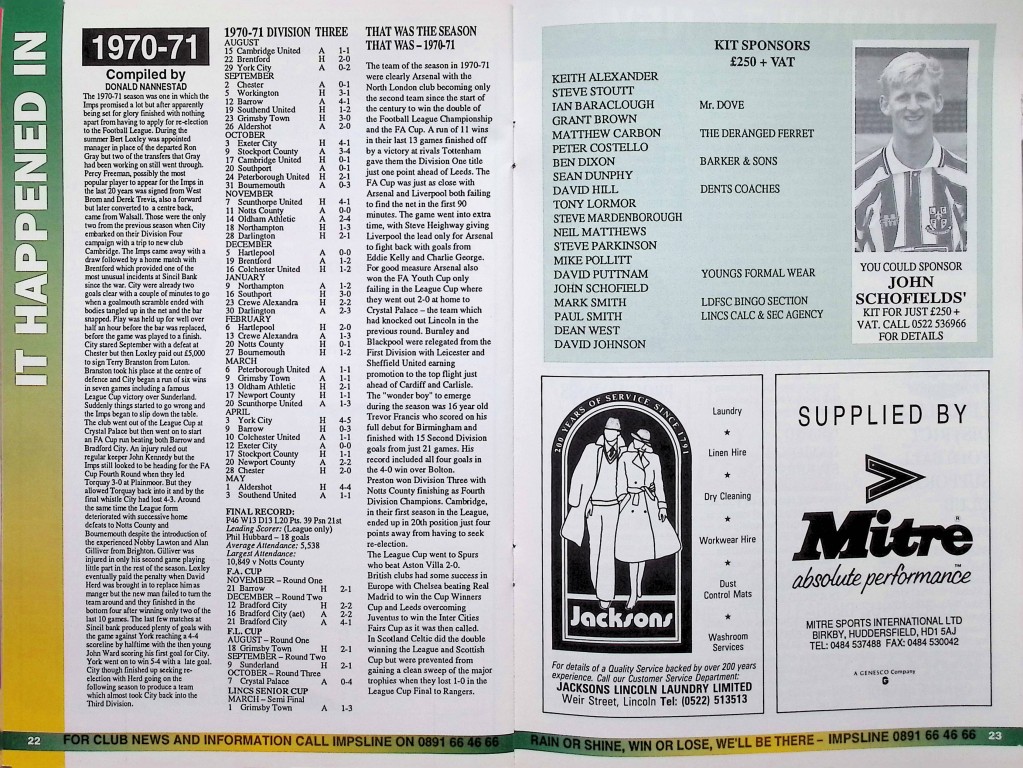 IT HAPPENED IN
1970-71
Compiled by
DONALD NANNESTAD
The 1970-71 season was one in which the
Imps promised a lot but after apparently
being set for glory finished with nothing
apart from having to apply for re-election
to the Football League. During the
summer Bert Loxley was appointed
manager in place of the departed Ron
Gray but two of the transfers that Gray
had been working on still went through.
Percy Freeman, possibly the most
popular player to appear for the Imps in
the last 20 years was signed from West
Brom and Derek Trevis, also a forward
but later converted to a centre back,
came from Walsall. Those were the only
two from the previous season when City
embarked on their Division Four
campaign with a trip to new club
Cambridge. The Imps came away with a
draw followed by a home match with
Brentford which provided one of the
most unusual incidents at Sincil Bank
since the war. City were already two
goals clear with a couple of minutes to go
when a goalmouth scramble ended with
bodies tangled up in the net and the bar
snapped. Play was held up for well over
half an hour before the bar was replaced,
before the game was played to a finish.
City stared September with a defeat at
Chester but then Loxley paid out £5,000
to sign Terry Branston from Luton.
Branston took his place at the centre of
defence and City began a run of six wins
in seven games including a famous
League Cup victory over Sunderland.
Suddenly things started to go wrong and
the Imps began to slip down the table.
The club went out of the League Cup at
Crystal Palace but then went on to start
an FA Cup run beating both Barrow and
Bradford City. An injury ruled out
regular keeper John Kennedy but the
Imps still looked to be heading for the FA
Cup Fourth Round when they led
Torquay 3-0 at Plainmoor. But they
allowed Torquay back into it and by the
final whistle City had lost 4-3. Around
the same time the League form
deteriorated with successive home
defeats to Notts County and
Bournemouth despite the introduction of
the experienced Nobby Lawton and Alan
Gilliver from Brighton. Gilliver was
injured in only his second game playing
little part in the rest of the season. Loxley
eventually paid the penalty when David
Herd was brought in to replace him as
manger but the new man failed to turn the
team around and they finished in the
bottom four after winning only two of the
last 10 games. The last few matches at
Sincil bank produced plenty of goals with
the game against York reaching a 4-4
scoreline by halftime with the then young
John Ward scoring his first goal for City.
York went on to win 5-4 with a late goal.
City though finished up seeking re-
election with Herd going on the
following season to produce a team
which almost took City back into the
Third Division.
1970-71 DIVISION THREE
AUGUST
15 Cambridge United A 1-1
22 Brentford H 2-0
29 York City A 0-2
SEPTEMBER
2 Chester A 0-1
5 Workington H 3-1
12 Barrow A 4-1
19 Southend United H 1-2
23 Grimsby Town H 3-0
26 Aldershot A 2-0
OCTOBER
3 Exeter City H 4-1
9 Stockport County A 3-4
17 Cambridge United H 0-1
20 Southport A 0-1
24 Peterborough United H 2-1
31 Bournemouth A 0-3
NOVEMBER
7 Scunthorpe United H 4-1
11 Notts County A 0-0
14 Oldham Athletic A 2-4
18 Northampton H 1-3
28 Darlington H 2-1
DECEMBER
5 Hartlepool A 0-0
19 Brentford A 1-2
16 Colchester United H 1-2
JANUARY
9 Northampton A 1-2
16 Southport H 3-0
23 Crewe Alexandra H 2-2
30 Darlington A 2-3
FEBRUARY
6 Hartlepool H 2-0
13 Crewe Alexandra A 1-3
20 Notts County H 0-1
27 Bournemouth H 1-2
MARCH
6 Peterborough United A 1-1
9 Grimsby Town A 1-1
13 Oldham Athletic H 2-1
17 Newport County H 1-1
20 Scunthorpe United A 1-3
APRIL
3 York City H 4-5
9 Barrow H 0-3
10 Colchester United A 1-1
12 Exeter City A 0-0
17 Stockport County H 1-1
20 Newport County A 2-2
28 Chester H 2-0
MAY
1 Aldershot H 4-4
3 Southend United A 1-1
FINAL RECORD:
P46 W13 D13 L20 Pts. 39 Psn 21st
Leading Scorer: (League only)
Phil Hubbard – 18 goals
Average Attendance: 5,538
Largest Attendance:
10,849 v Notts County
F.A. CUP
NOVEMBER – Round One
21 Barrow H 2-1
DECEMBER – Round Two
12 Bradford City H 2-2
16 Bradford City (aet) A 2-2
21 Bradford City A 4-1
F.L. CUP
AUGUST – Round One
18 Grimsby Town H 2-1
SEPTEMBER – Round Two
9 Sunderland H 2-1
OCTOBER – Round Three
7 Crystal Palace A 0-4
LINCS SENIOR CUP
MARCH – Semi Final
1 Grimsby Town A 1-3
THAT WAS THE SEASON
THAT WAS – 1970-71
The team of the season in 1970-71
were clearly Arsenal with the
North London club becoming only
the second team since the start of
the century to win the double of
the Football League Championship
and the FA Cup. A run of 11 wins
in their last 13 games finished off
by a victory at rivals Tottenham
gave them the Division One title
just one point ahead of Leeds. The
FA Cup was just as close with
Arsenal and Liverpool both failing
to find the net in the first 90
minutes. The game went into extra
time, with Steve Heighway giving
Liverpool the lead only for Arsenal
to fight back with goals from
Eddie Kelly and Charlie George.
For good measure Arsenal also
won the FA Youth Cup only
failing in the League Cup where
they went out 2-0 at home to
Crystal Palace – the team which
had knocked out Lincoln in the
previous round. Burnley and
Blackpool were relegated from the
First Division with Leicester and
Sheffield United earning
promotion to the top flight just
ahead of Cardiff and Carlisle.
The "wonder boy" to emerge
during the season was 16 year old
Trevor Francis who scored on his
full debut for Birmingham and
finished with 15 Second Division
goals from just 21 games. His
record included all four goals in
the 4-0 win over Bolton.
Preston won Division Three with
Notts County finishing as Fourth
Division Champions. Cambridge,
in their first season in the League,
ended up in 20th position just four
points away from having to seek
re-election.
The League Cup went to Spurs
who beat Aston Villa 2-0.
British clubs had some success in
Europe with Chelsea beating Real
Madrid to win the Cup Winners
Cup and Leeds overcoming
Juventus to win the Inter Cities
Fairs Cup as it was then called.
In Scotland Celtic did the double
winning the League and Scottish
Cup but were prevented from
gaining a clean sweep of the major
trophies when they lost 1-0 in the
League Cup Final to Rangers.
22 FOR CLUB NEWS AND INFORMATION CALL IMPSLINE ON 0891 66 46 66
KIT SPONSORS
£250 + VAT
KEITH ALEXANDER
STEVE STOUTT
IAN BARACLOUGH Mr. DOVE
GRANT BROWN
MATTHEW CARBON THE DERANGED FERRET
PETER COSTELLO
BEN DIXON BARKER & SONS
SEAN DUNPHY
DAVID HILL DENTS COACHES
TONY LORMOR
STEVE MARDENBOROUGH
NEIL MATTHEWS
STEVE PARKINSON
MIKE POLLITT
DAVID PUTTNAM YOUNGS FORMAL WEAR
JOHN SCHOFIELD
MARK SMITH LDFSC BINGO SECTION
PAUL SMITH LINCS CALC & SEC AGENCY
DEAN WEST
DAVID JOHNSON
YOU COULD SPONSOR
JOHN
SCHOFIELDS'
KIT FOR JUST £250 +
VAT. CALL 0522 536966
FOR DETAILS
200 YEARS OF SERVICE SINCE 1791
Jacksons
Laundry
Linen Hire
Dry Cleaning
Workwear Hire
Dust
Control Mats
Washroom
Services
For details of a Quality Service backed by over 200 years
experience. Call our Customer Service Department:
JACKSONS LINCOLN LAUNDRY LIMITED
Weir Street, Lincoln Tel: (0522) 513513
SUPPLIED BY
Mitre®
absolute performance™
MITRE SPORTS INTERNATIONAL LTD
BIRKBY, HUDDERSFIELD, HD1 5AJ
TEL: 0484 537488 FAX: 0484 530042
A GENESCO Company
G
RAIN OR SHINE, WIN OR LOSE, WE'LL BE THERE – IMPSLINE 0891 66 46 66 23